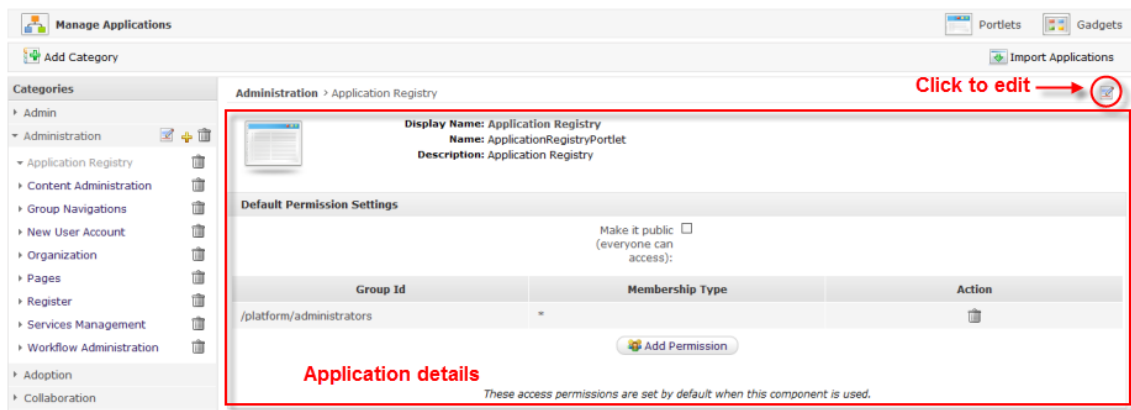 Manage Applications
Portlets
Gadgets
Add Category
Import Applications
Categories
Administration > Application Registry
Click to edit
Admin
Administration
Application Registry
Content Administration
Group Navigations
New User Account
Organization
Pages
Register
Services Management
Workflow Administration
Adoption
Collaboration
Display Name: Application Registry
Name: ApplicationRegistryPortlet
Description: Application Registry
Default Permission Settings
Make it public
(everyone can
access):
Group Id Membership Type Action
/platform/administrators *
Add Permission
Application details
These access permissions are set by default when this component is used.